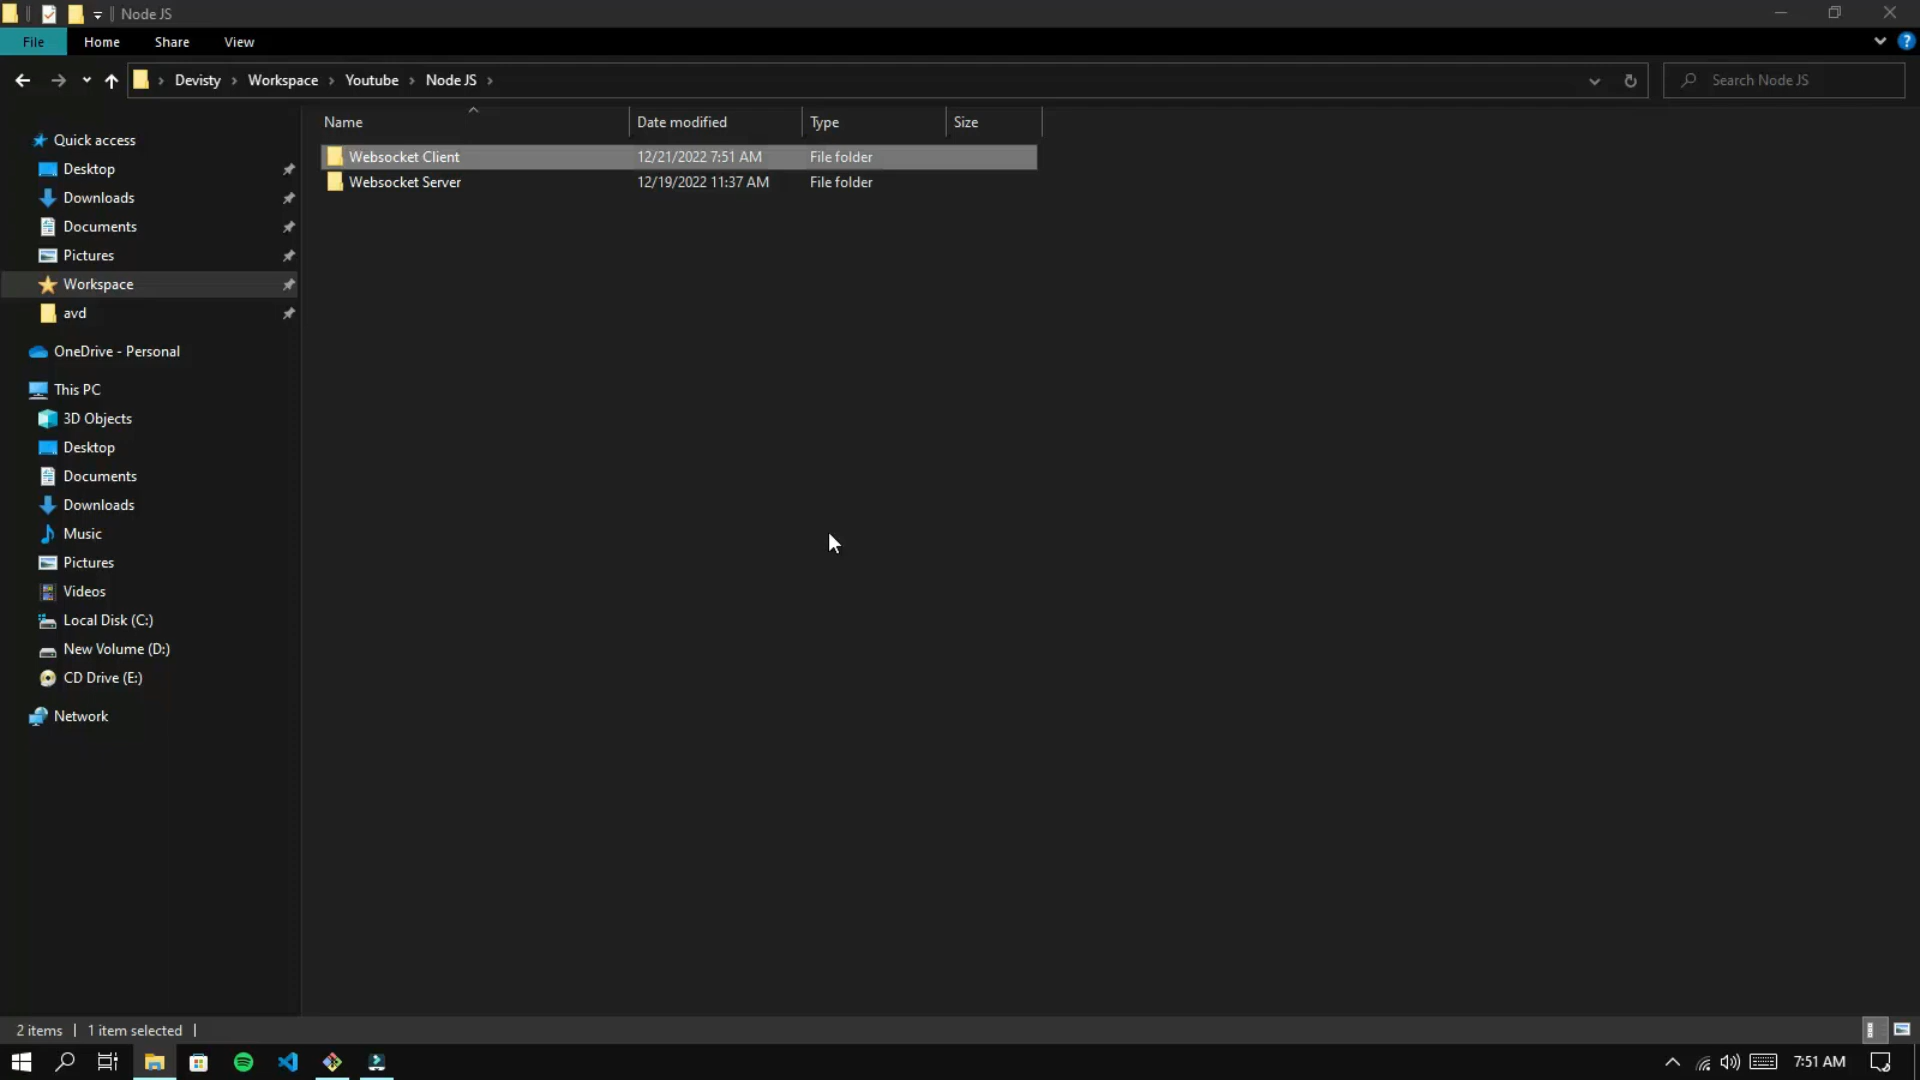 Node JS
File Home Share View
Devisty Workspace Youtube Node JS
Search Node JS
Name Date modified Type Size
Websocket Client 12/21/2022 7:51 AM File folder
Websocket Server 12/19/2022 11:37 AM File folder
Quick access
Desktop
Downloads
Documents
Pictures
Workspace
avd
OneDrive - Personal
This PC
3D Objects
Desktop
Documents
Downloads
Music
Pictures
Videos
Local Disk (C:)
New Volume (D:)
CD Drive (E:)
Network
2 items 1 item selected
7:51 AM